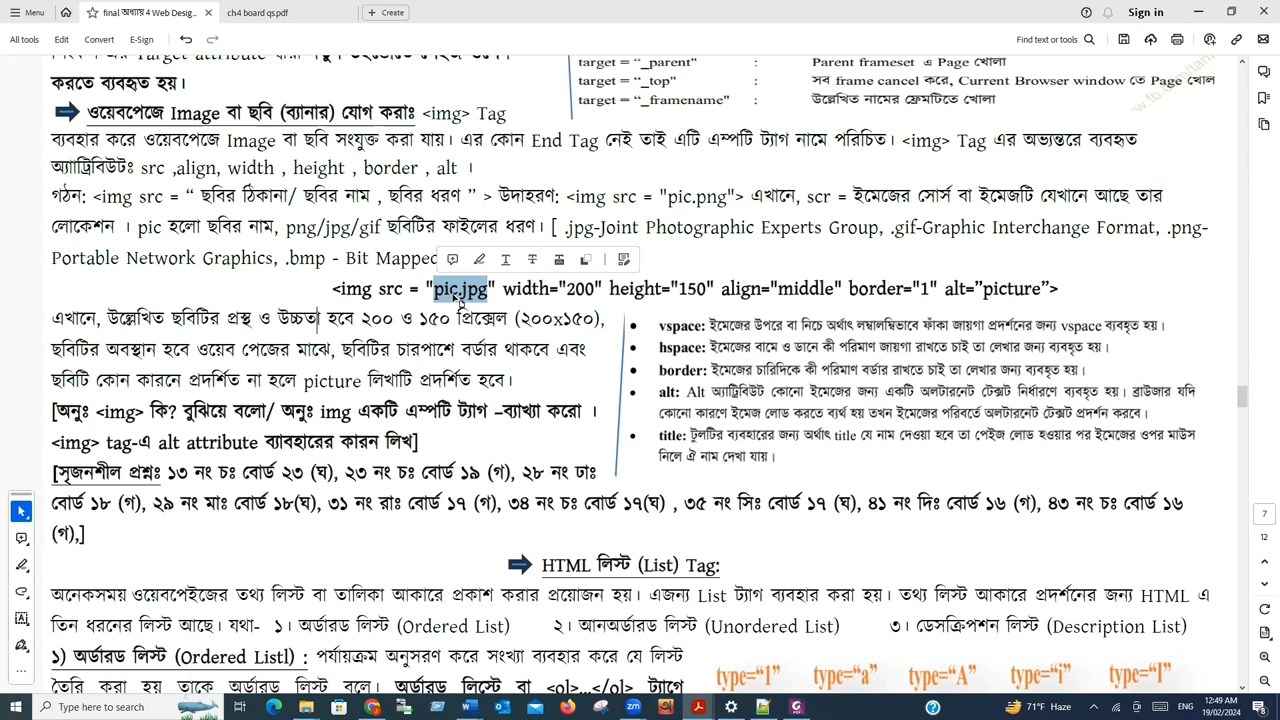 Menu
final অধ্যায় 4 Web Desig...
ch4 board qs.pdf
Create
Sign in
All tools
Edit
Convert
E-Sign
Find text or tools
করতে ব্যবহৃত হয়।
target = “_parent” : Parent frameset এ Page খোলা
target = “_top” : সব frame cancel করে, Current Browser window তে Page খোল
target = “_framename” : উল্লেখিত নামের ফ্রেমটিতে খোলা
ওয়েবপেজে Image বা ছবি (ব্যানার) যোগ করাঃ <img> Tag
ব্যবহার করে ওয়েবপেজে Image বা ছবি সংযুক্ত করা যায়। এর কোন End Tag নেই তাই এটি এম্পটি ট্যাগ নামে পরিচিত। <img> Tag এর অভ্যন্তরে ব্যবহৃত
অ্যাট্রিবিউটঃ src ,align, width , height , border , alt ।
গঠন: <img src = “ ছবির ঠিকানা/ ছবির নাম , ছবির ধরণ ” > উদাহরণ: <img src = "pic.png"> এখানে, scr = ইমেজের সোর্স বা ইমেজটি যেখানে আছে তার
লোকেশন । pic হলো ছবির নাম, png/jpg/gif ছবিটির ফাইলের ধরণ। [ .jpg-Joint Photographic Experts Group, .gif-Graphic Interchange Format, .png-
Portable Network Graphics, .bmp - Bit Mapped
<img src = "pic.jpg" width="200" height="150" align="middle" border="1" alt=”picture”>
এখানে, উল্লেখিত ছবিটির প্রস্থ ও উচ্চতা হবে ২০০ ও ১৫০ প্রিক্সেল (২০০x১৫০),
ছবিটির অবস্থান হবে ওয়েব পেজের মাঝে, ছবিটির চারপাশে বর্ডার থাকবে এবং
ছবিটি কোন কারনে প্রদর্শিত না হলে picture লিখাটি প্রদর্শিত হবে।
[অনুঃ <img> কি? বুঝিয়ে বলো/ অনুঃ img একটি এম্পটি ট্যাগ –ব্যাখ্যা করো ।
<img> tag-এ alt attribute ব্যাবহারের কারন লিখ]
• vspace: ইমেজের উপরে বা নিচে অর্থাৎ লম্বালম্বিভাবে ফাঁকা জায়গা প্রদর্শনের জন্য vspace ব্যবহৃত হয়।
• hspace: ইমেজের বামে ও ডানে কী পরিমাণ জায়গা রাখতে চাই তা লেখার জন্য ব্যবহৃত হয়।
• border: ইমেজের চারিদিকে কী পরিমাণ বর্ডার রাখতে চাই তা লেখার জন্য ব্যবহৃত হয়।
• alt: Alt অ্যাট্রিবিউট কোনো ইমেজের জন্য একটি অলটারনেট টেক্সট নির্ধারণে ব্যবহৃত হয়। ব্রাউজার যদি
কোনো কারণে ইমেজ লোড করতে ব্যর্থ হয় তখন ইমেজের পরিবর্তে অলটারনেট টেক্সট প্রদর্শন করবে।
• title: টুলটির ব্যবহারের জন্য অর্থাৎ title যে নাম দেওয়া হবে তা পেইজ লোড হওয়ার পর ইমেজের ওপর মাউস
নিলে ঐ নাম দেখা যায়।
[সৃজনশীল প্রশ্নঃ ১৩ নং চঃ বোর্ড ২৩ (ঘ), ২৩ নং চঃ বোর্ড ১৯ (গ), ২৮ নং ঢাঃ
বোর্ড ১৮ (গ), ২৯ নং মাঃ বোর্ড ১৮(ঘ), ৩১ নং রাঃ বোর্ড ১৭ (গ), ৩৪ নং চঃ বোর্ড ১৭(ঘ) , ৩৫ নং সিঃ বোর্ড ১৭ (ঘ), ৪১ নং দিঃ বোর্ড ১৬ (গ), ৪৩ নং চঃ বোর্ড ১৬
(গ),]
HTML লিস্ট (List) Tag:
অনেকসময় ওয়েবপেইজের তথ্য লিস্ট বা তালিকা আকারে প্রকাশ করার প্রয়োজন হয়। এজন্য List ট্যাগ ব্যবহার করা হয়। তথ্য লিস্ট আকারে প্রদর্শনের জন্য HTML এ
তিন ধরনের লিস্ট আছে। যথা- ১। অর্ডারড লিস্ট (Ordered List) ২। আনঅর্ডারড লিস্ট (Unordered List) ৩। ডেসক্রিপশন লিস্ট (Description List)
১) অর্ডারড লিস্ট (Ordered Listl) : পর্যায়ক্রম অনুসরণ করে সংখ্যা ব্যবহার করে যে লিস্ট
তৈরি করা হয় তাকে অর্ডারড লিস্ট বলে। অর্ডারড লিস্টে বা <ol>...</ol> ট্যাগে
type=“1” type=“a” type=“A” type=“i” type=“I”
7
12
Type here to search
71°F Haze
12:49 AM
19/02/2024